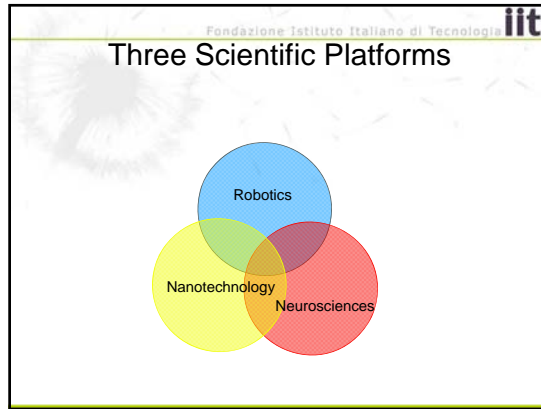 Fondazione Istituto Italiano di Tecnologia iit
Three Scientific Platforms
Robotics
Nanotechnology
Neurosciences